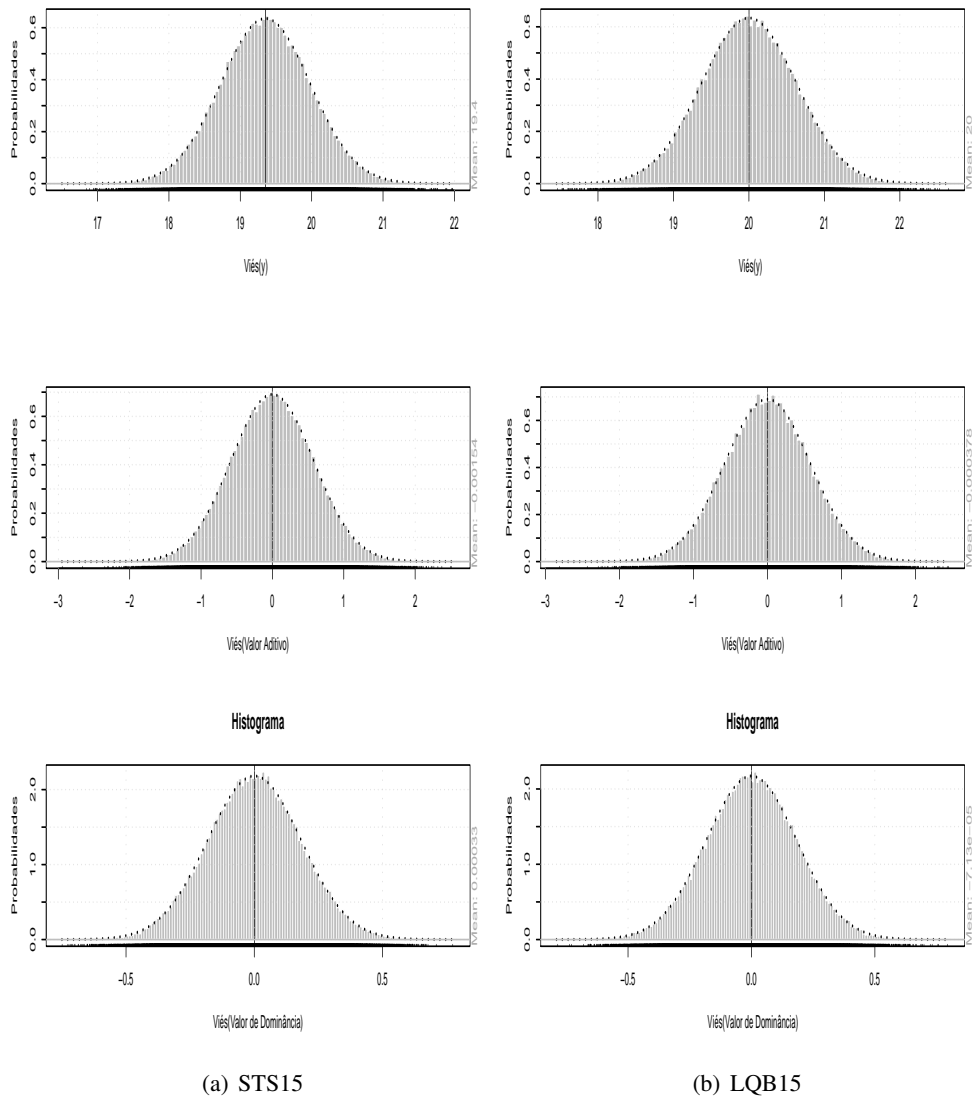 Probabilidades
0.0 0.2 0.4 0.6
17 18 19 20 21 22
Viés(y)
Mean: 19.4
Probabilidades
0.0 0.2 0.4 0.6
18 19 20 21 22
Viés(y)
Mean: 20
Probabilidades
0.0 0.2 0.4 0.6
−3 −2 −1 0 1 2
Viés(Valor Aditivo)
Mean: −0.00154
Probabilidades
0.0 0.2 0.4 0.6
−3 −2 −1 0 1 2
Viés(Valor Aditivo)
Mean: −0.000378
Histograma
Probabilidades
0.0 1.0 2.0
−0.5 0.0 0.5
Viés(Valor de Dominância)
Mean: 0.00033
Histograma
Probabilidades
0.0 1.0 2.0
−0.5 0.0 0.5
Viés(Valor de Dominância)
Mean: −7.13e−05
(a) STS15
(b) LQB15